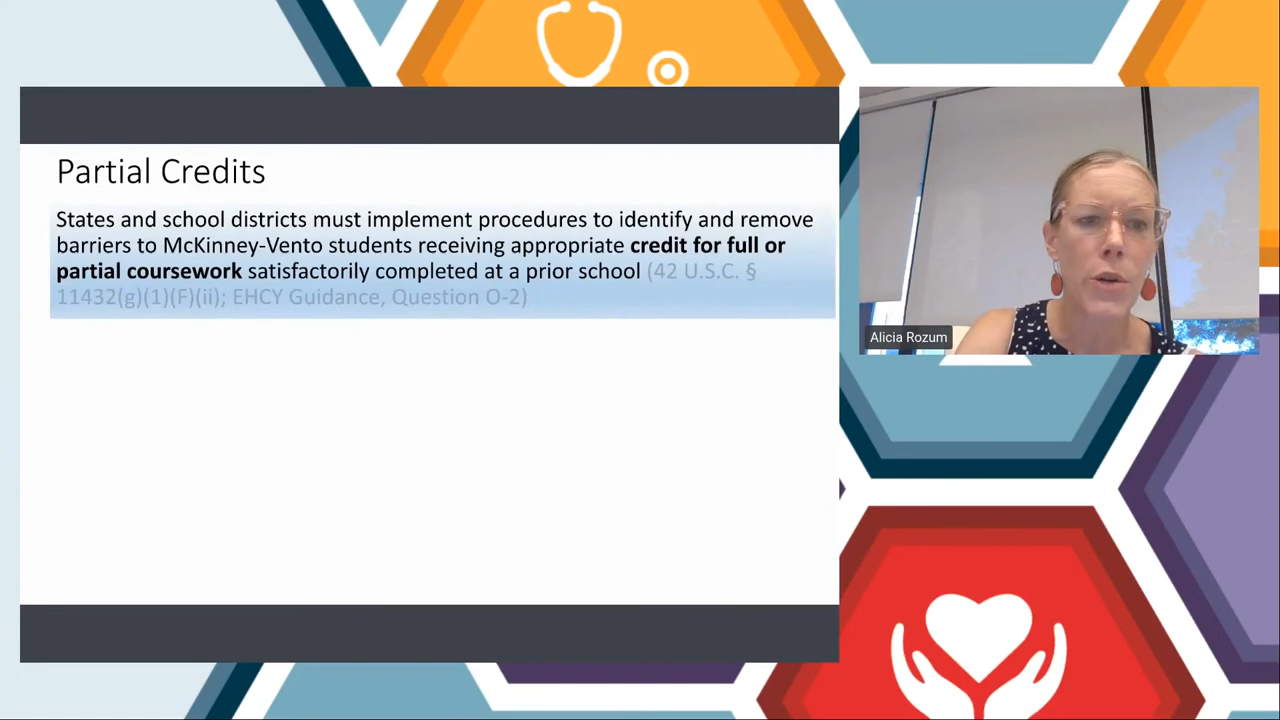 Partial Credits
States and school districts must implement procedures to identify and remove
barriers to McKinney-Vento students receiving appropriate credit for full or
partial coursework satisfactorily completed at a prior school (42 U.S.C. §
11432(g)(1)(F)(ii); EHCY Guidance, Question O-2)
Alicia Rozum